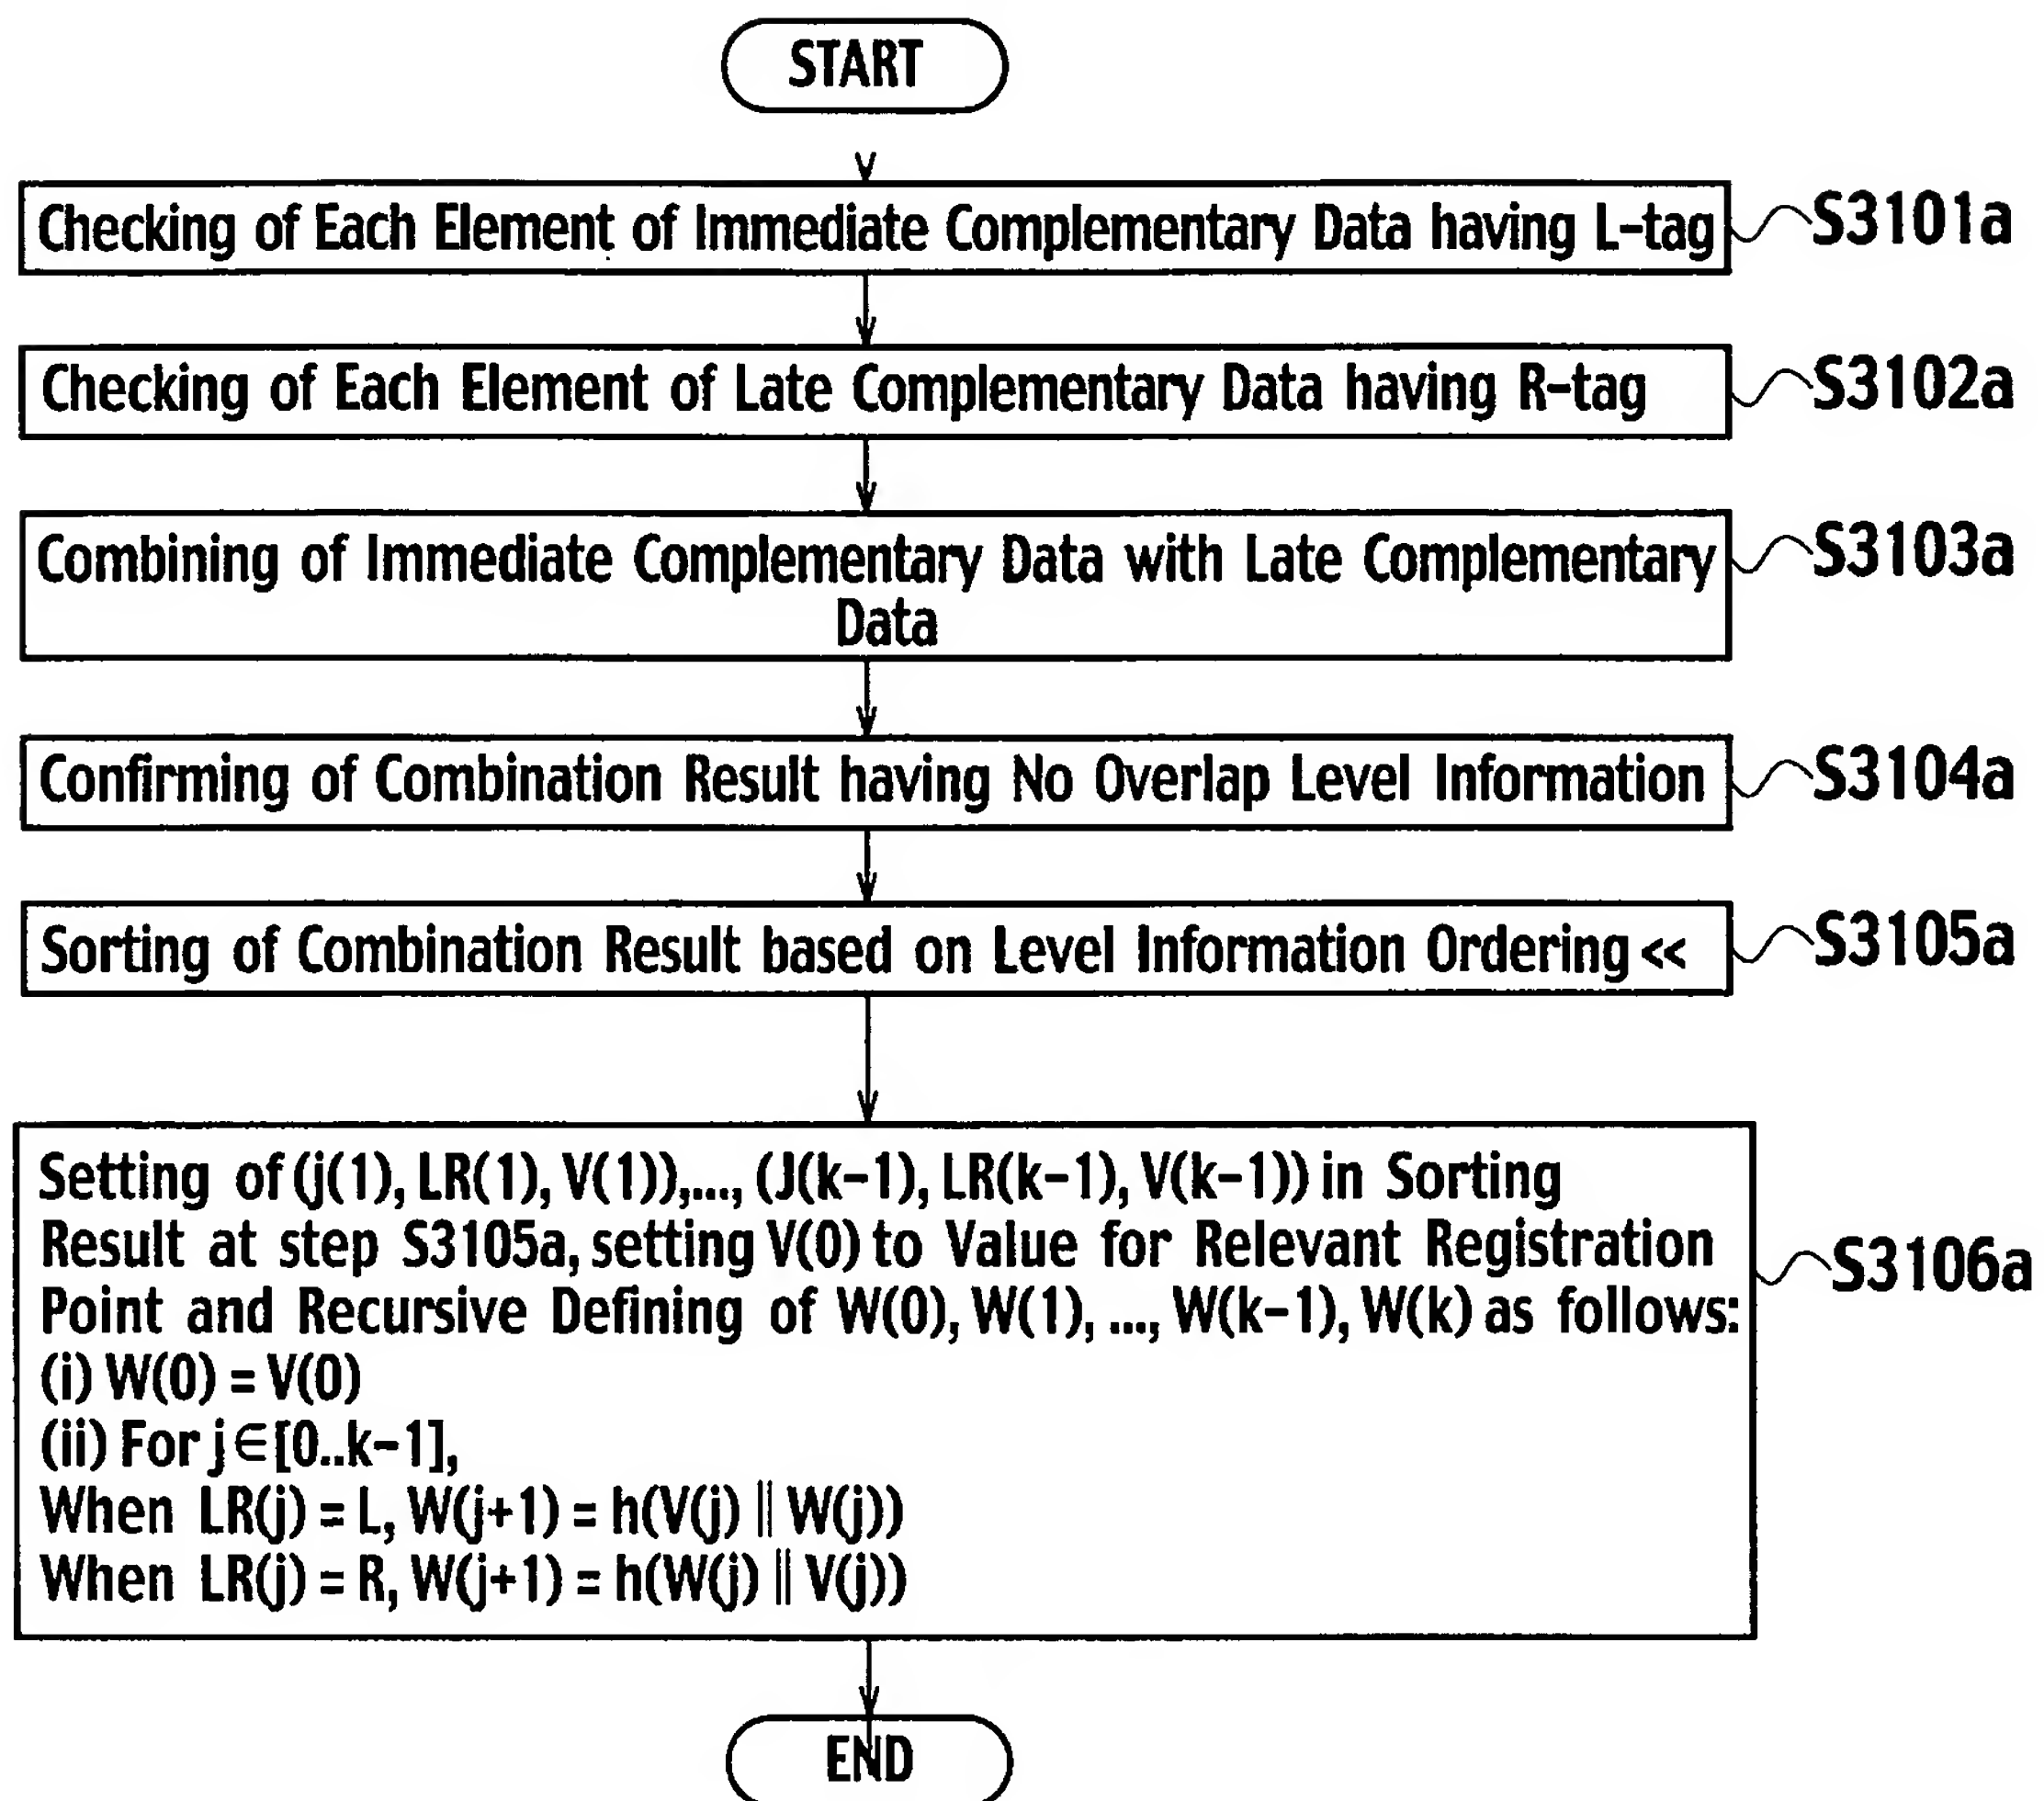 START
Checking of Each Element of Immediate Complementary Data having L-tag
S3101a
Checking of Each Element of Late Complementary Data having R-tag
S3102a
Combining of Immediate Complementary Data with Late Complementary
Data
S3103a
Confirming of Combination Result having No Overlap Level Information
S3104a
Sorting of Combination Result based on Level Information Ordering <<
S3105a
Setting of (j(1), LR(1), V(1)),..., (J(k-1), LR(k-1), V(k-1)) in Sorting
Result at step S3105a, setting V(0) to Value for Relevant Registration
Point and Recursive Defining of W(0), W(1), ..., W(k-1), W(k) as follows:
(i) W(0) = V(0)
(ii) For j∈[0..k-1],
When LR(j) = L, W(j+1) = h(V(j) || W(j))
When LR(j) = R, W(j+1) = h(W(j) || V(j))
S3106a
END